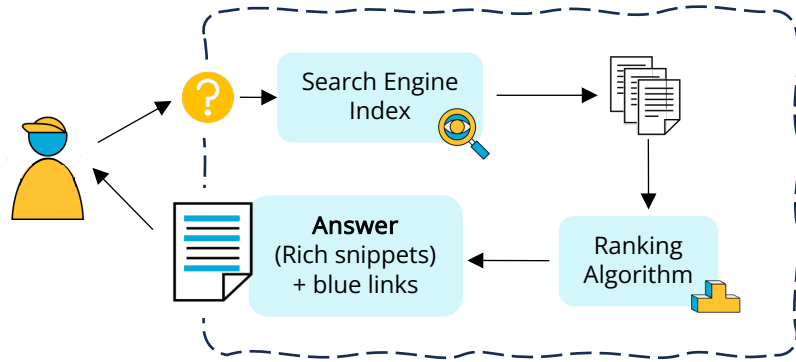 ?
Search Engine
Index
Ranking
Algorithm
Answer
(Rich snippets)
+ blue links